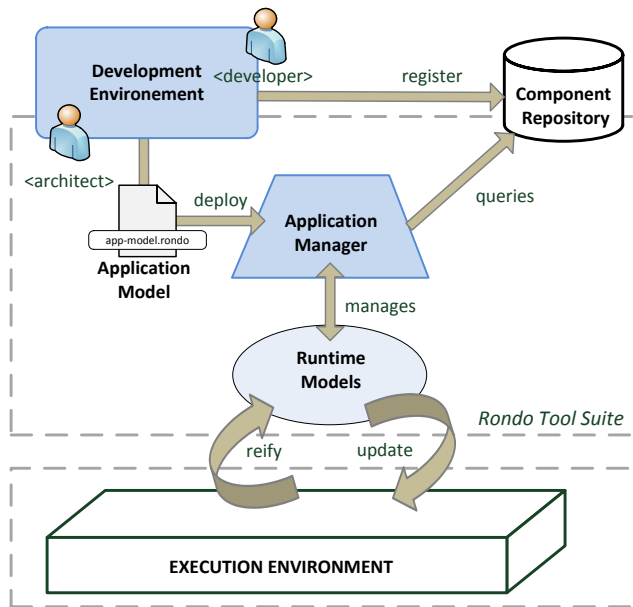 Development
Environement
<developer>
register
Component
Repository
<architect>
deploy
app-model.rondo
Application
Model
Application
Manager
queries
manages
Runtime
Models
Rondo Tool Suite
reify
update
EXECUTION ENVIRONMENT